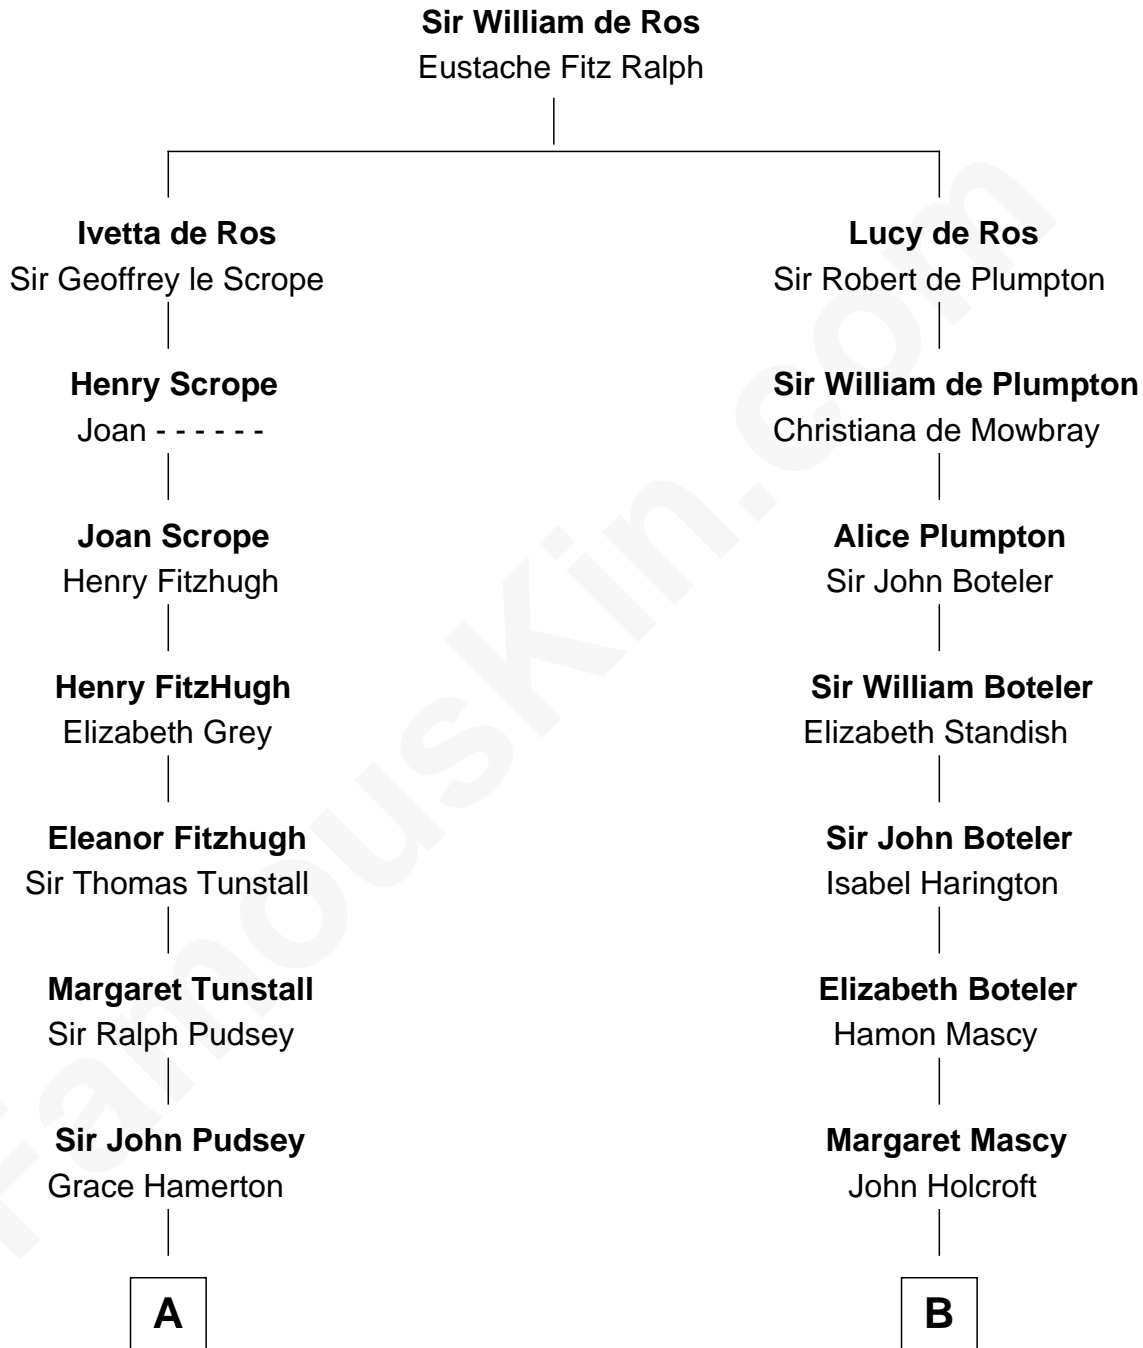 Sir William de Ros
Eustache Fitz Ralph
Ivetta de Ros
Sir Geoffrey le Scrope
Lucy de Ros
Sir Robert de Plumpton
Henry Scrope
Joan - - - - - -
Sir William de Plumpton
Christiana de Mowbray
Joan Scrope
Henry Fitzhugh
Alice Plumpton
Sir John Boteler
Henry FitzHugh
Elizabeth Grey
Sir William Boteler
Elizabeth Standish
Eleanor Fitzhugh
Sir Thomas Tunstall
Sir John Boteler
Isabel Harington
Margaret Tunstall
Sir Ralph Pudsey
Elizabeth Boteler
Hamon Mascy
Sir John Pudsey
Grace Hamerton
Margaret Mascy
John Holcroft
A
B
FamousKin.com